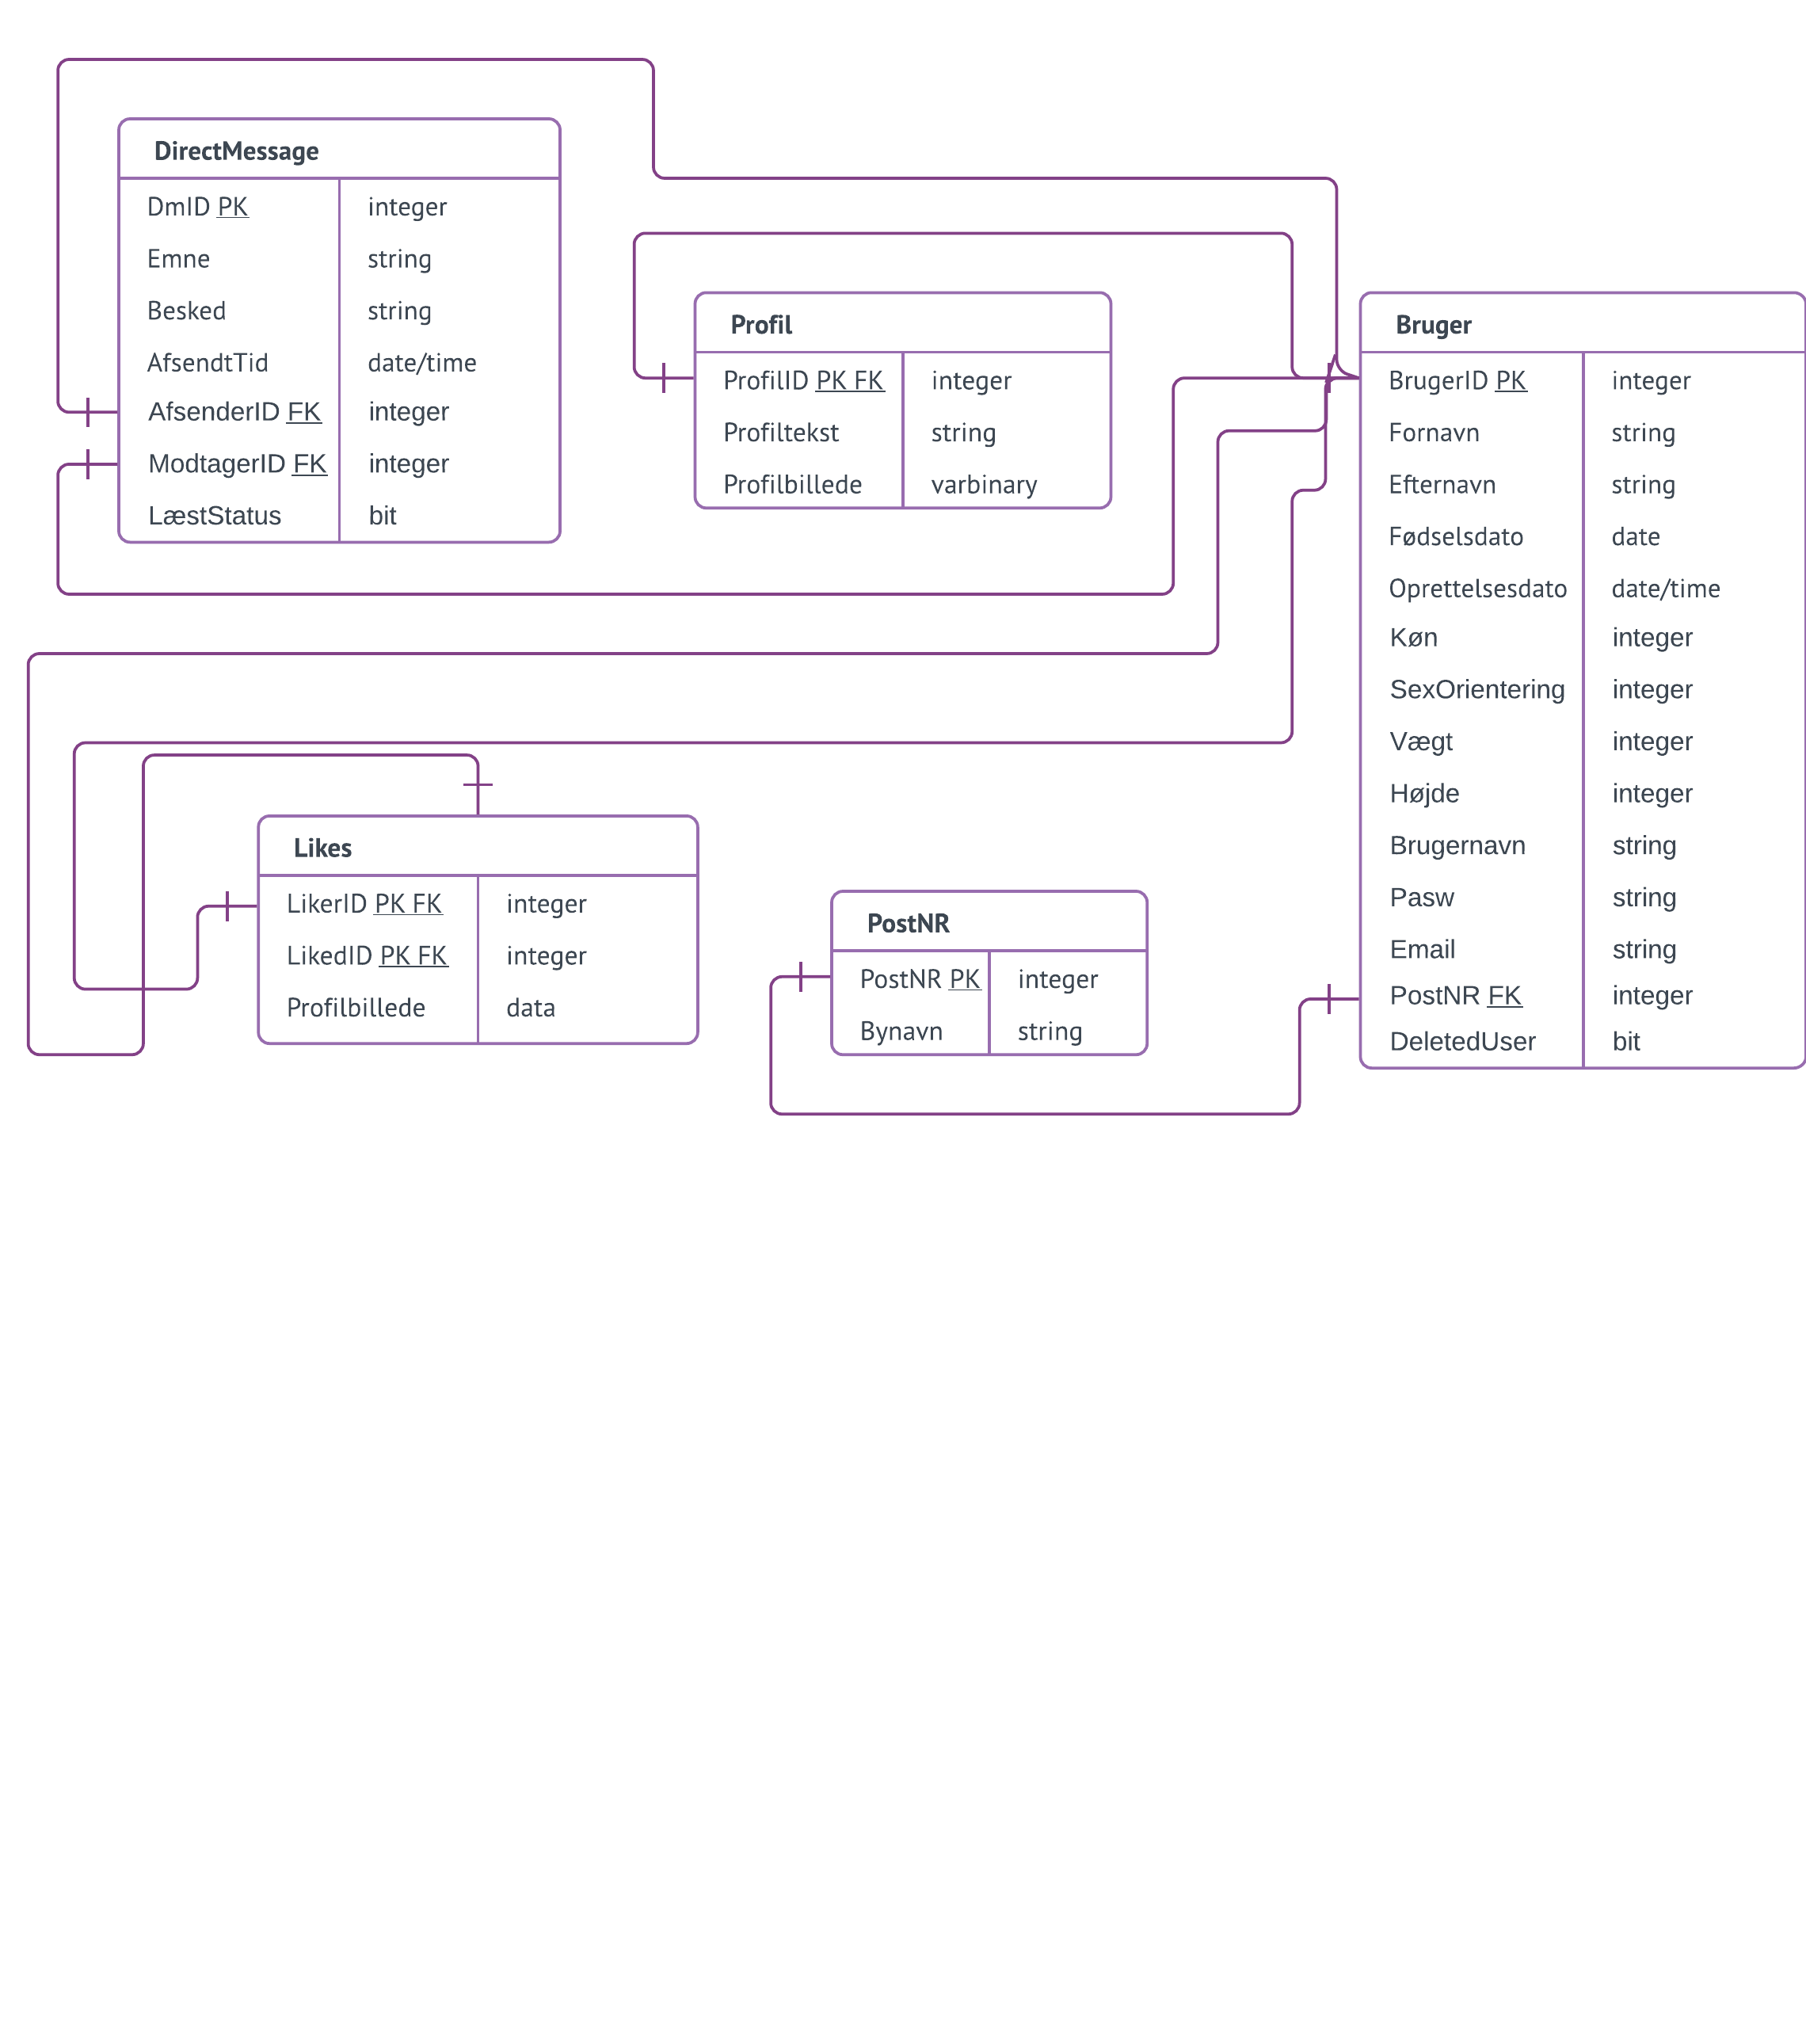 DirectMessage
DmID PK integer
Emne string
Besked string
AfsendtTid date/time
AfsenderID FK integer
ModtagerID FK integer
LæstStatus bit
Profil
ProfilID PK FK integer
Profiltekst string
Profilbillede varbinary
Bruger
BrugerID PK integer
Fornavn string
Efternavn string
Fødselsdato date
Oprettelsesdato date/time
Køn integer
SexOrientering integer
Vægt integer
Højde integer
Brugernavn string
Pasw string
Email string
PostNR FK integer
DeletedUser bit
Likes
LikerID PK FK integer
LikedID PK FK integer
Profilbillede data
PostNR
PostNR PK integer
Bynavn string